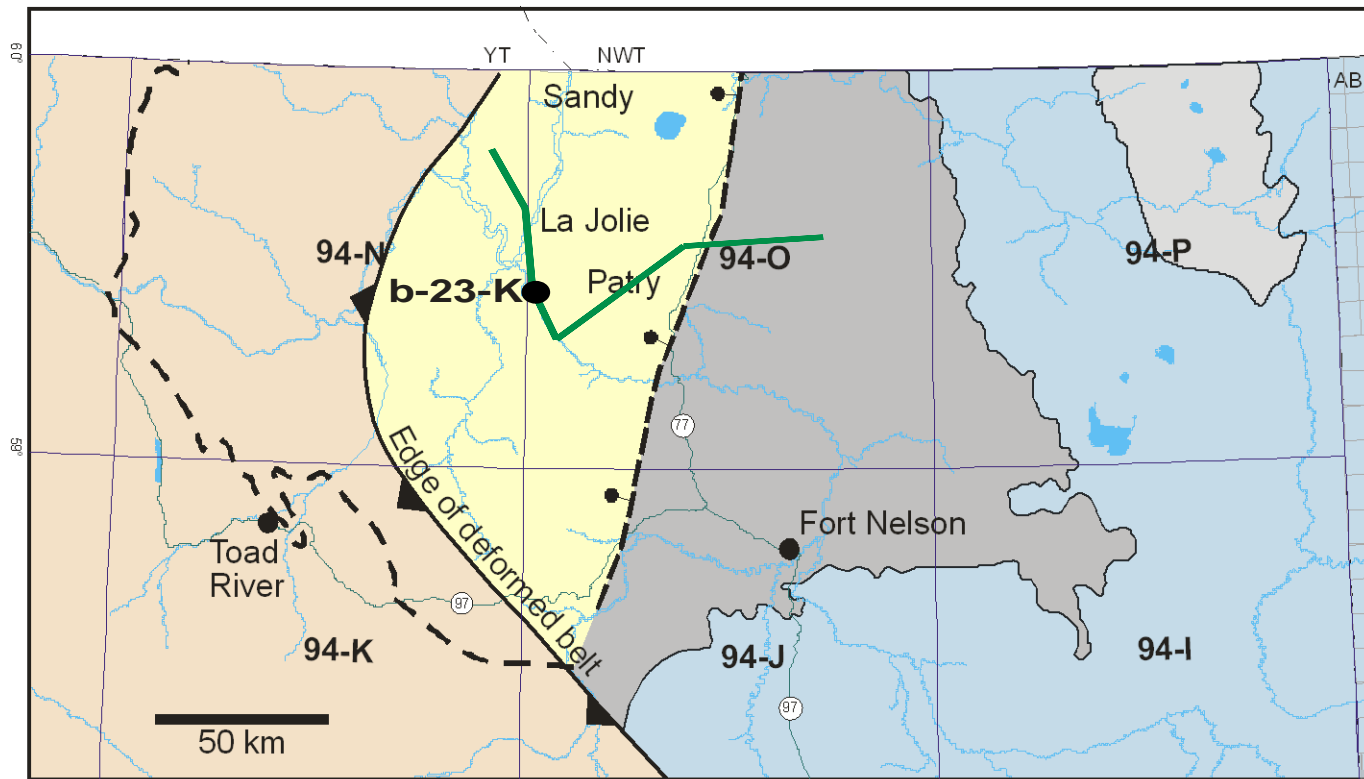 YT
NWT
60°
AB
Sandy
La Jolie
94-N
94-O
94-P
Patry
b-23-K
77
59°
Edge of deformed belt
Fort Nelson
Toad
River
97
94-K
94-J
94-I
97
50 km